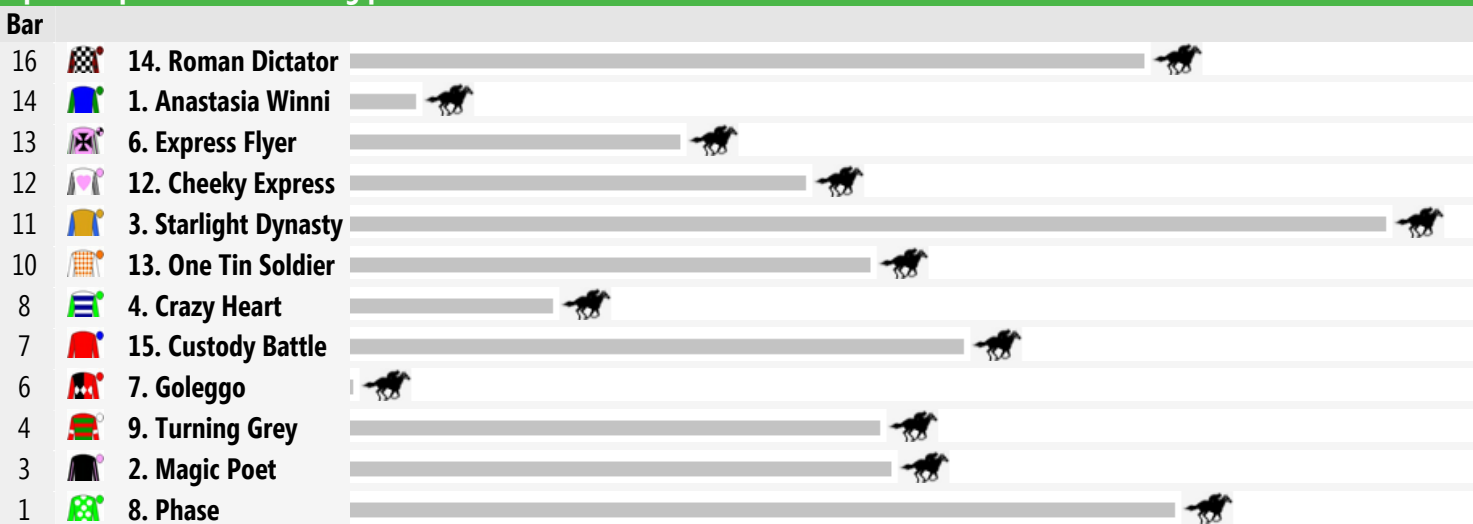 Bar
16 14. Roman Dictator
14 1. Anastasia Winni
13 6. Express Flyer
12 12. Cheeky Express
11 3. Starlight Dynasty
10 13. One Tin Soldier
8 4. Crazy Heart
7 15. Custody Battle
6 7. Goleggo
4 9. Turning Grey
3 2. Magic Poet
1 8. Phase